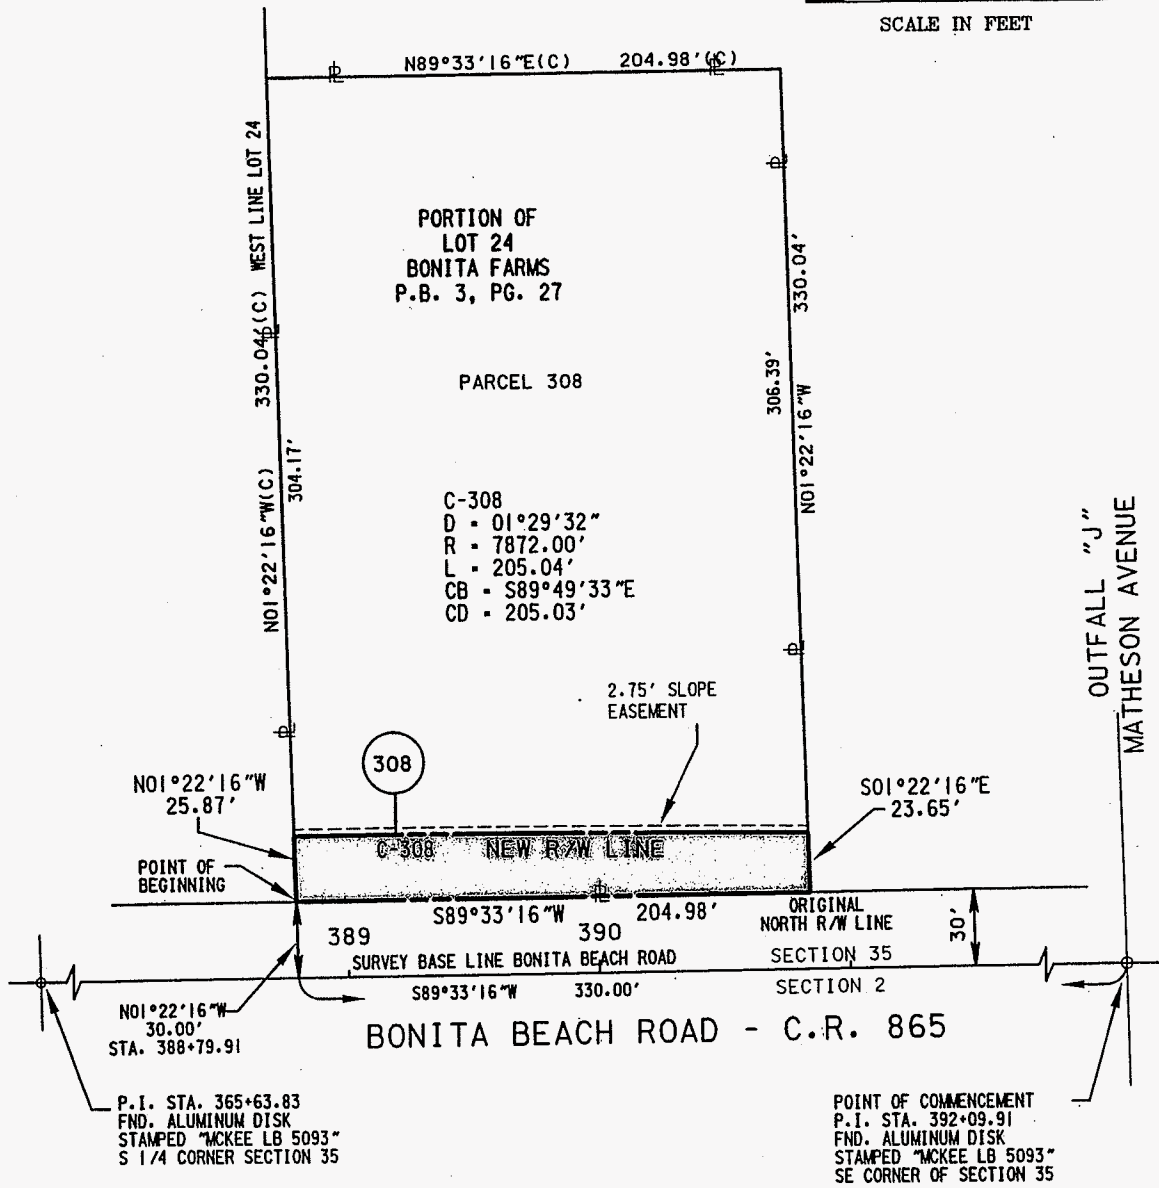 SCALE IN FEET
N89°33'16"E(C) 204.98'(C)
PORTION OF
LOT 24
BONITA FARMS
P.B. 3, PG. 27
PARCEL 308
N01°22'16"W(C) 330.04'(C) WEST LINE LOT 24
304.17'
330.04'
306.39'
N01°22'16"W
C-308
D = 01°29'32"
R = 7872.00'
L = 205.04'
CB = S89°49'33"E
CD = 205.03'
OUTFALL "J"
MATHESON AVENUE
2.75' SLOPE
EASEMENT
308
N01°22'16"W
25.87'
S01°22'16"E
23.65'
C-308 NEW R/W LINE
POINT OF
BEGINNING
S89°33'16"W 204.98'
ORIGINAL
NORTH R/W LINE
30'
389 390
SURVEY BASE LINE BONITA BEACH ROAD
SECTION 35
S89°33'16"W 330.00'
SECTION 2
N01°22'16"W
30.00'
STA. 388+79.91
BONITA BEACH ROAD - C.R. 865
P.I. STA. 365+63.83
FND. ALUMINUM DISK
STAMPED "MCKEE LB 5093"
S 1/4 CORNER SECTION 35
POINT OF COMMENCEMENT
P.I. STA. 392+09.91
FND. ALUMINUM DISK
STAMPED "MCKEE LB 5093"
SE CORNER OF SECTION 35